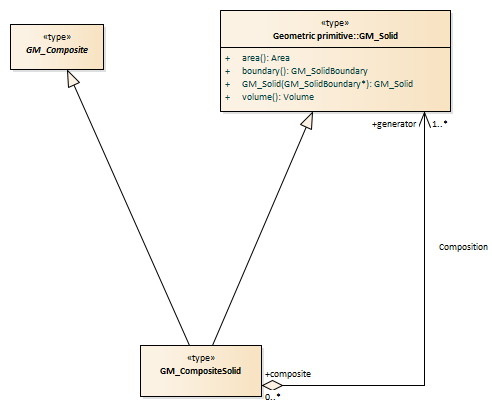 «type»
GM_Composite
«type»
Geometric primitive::GM_Solid
+ area(): Area
+ boundary(): GM_SolidBoundary
+ GM_Solid(GM_SolidBoundary*): GM_Solid
+ volume(): Volume
+generator 1..*
Composition
«type»
GM_CompositeSolid
+composite
0..*